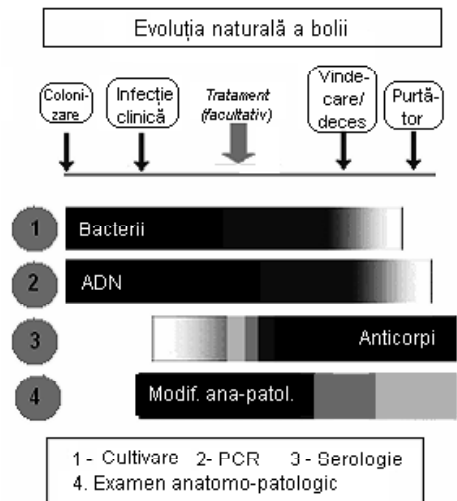 Evoluția naturală a bolii
Coloni-
zare
Infecție
clinică
Tratament
(facultativ)
Vinde-
care/
deces
Purtă-
tor
1
Bacterii
2
ADN
3
Anticorpi
4
Modif. ana-patol.
1 - Cultivare 2- PCR 3 - Serologie
4. Examen anatomo-patologic